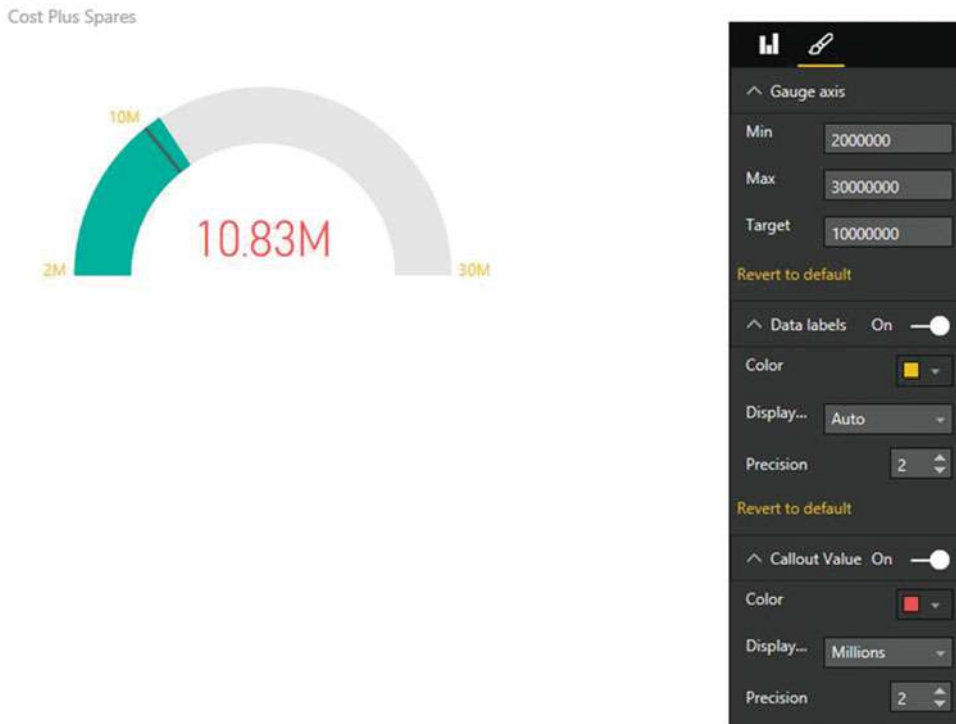 Cost Plus Spares
10M
10.83M
2M
30M
Gauge axis
Min 2000000
Max 30000000
Target 10000000
Revert to default
Data labels On
Color
Display... Auto
Precision 2
Revert to default
Callout Value On
Color
Display... Millions
Precision 2